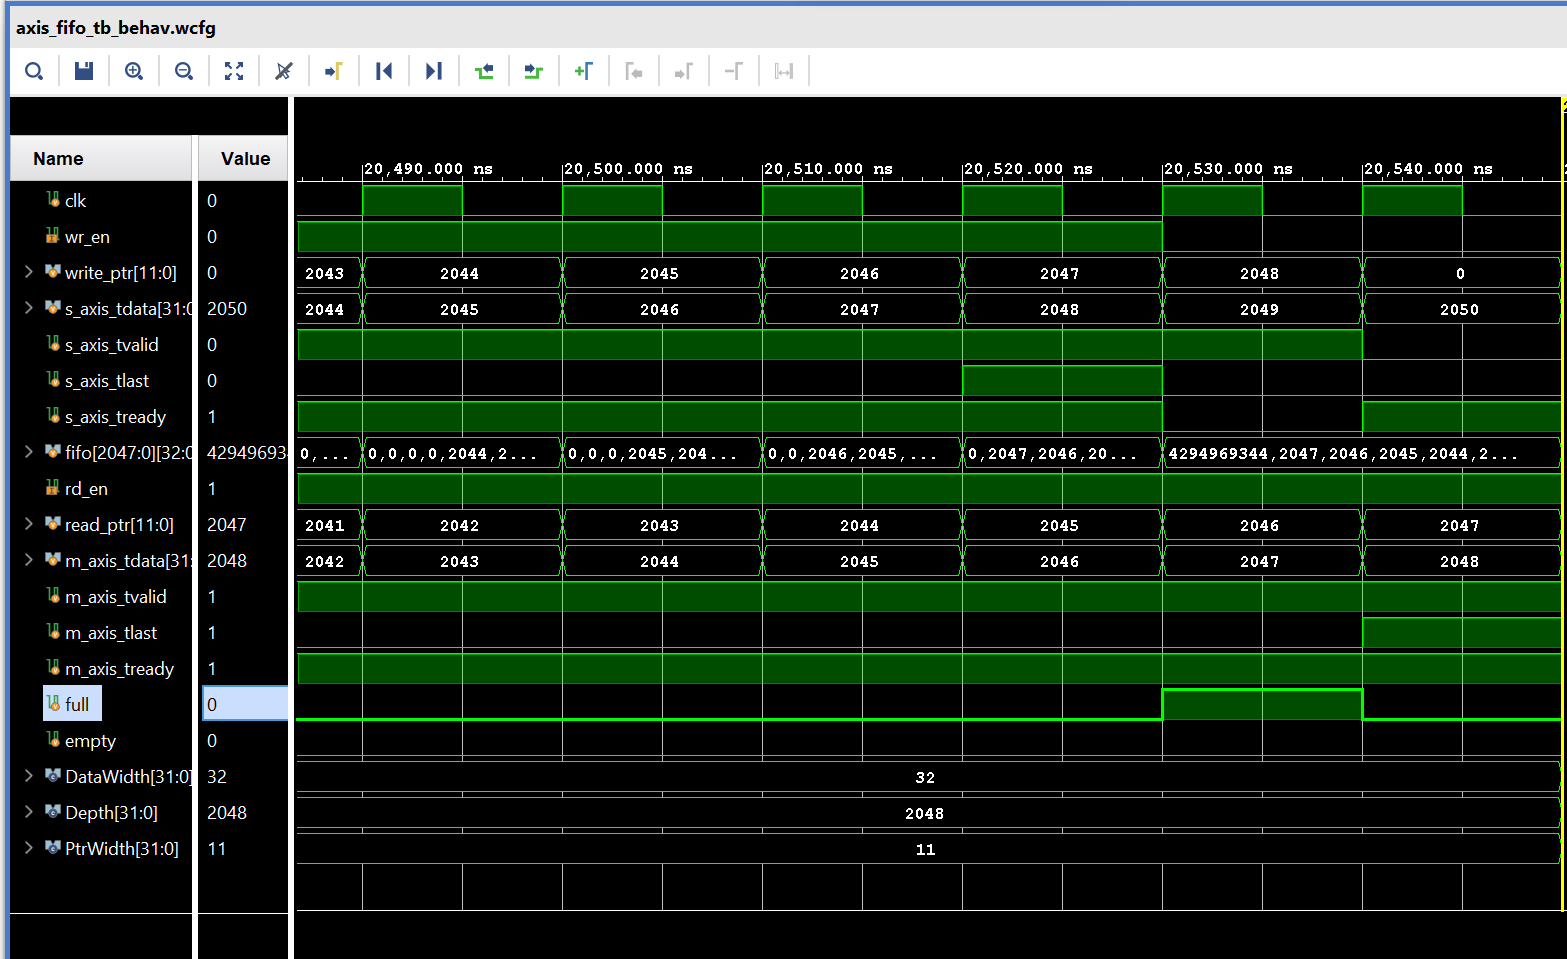 axis_fifo_tb_behav.wcfg
Name Value
20,490.000 ns 20,500.000 ns 20,510.000 ns 20,520.000 ns 20,530.000 ns 20,540.000 ns
clk 0
wr_en 0
write_ptr[11:0] 0 2043 2044 2045 2046 2047 2048 0
s_axis_tdata[31:0 2050 2044 2045 2046 2047 2048 2049 2050
s_axis_tvalid 0
s_axis_tlast 0
s_axis_tready 1
fifo[2047:0][32:0 42949693 0,... 0,0,0,0,2044,2... 0,0,0,2045,204... 0,0,2046,2045,... 0,2047,2046,20... 4294969344,2047,2046,2045,2044,2...
rd_en 1
read_ptr[11:0] 2047 2041 2042 2043 2044 2045 2046 2047
m_axis_tdata[31: 2048 2042 2043 2044 2045 2046 2047 2048
m_axis_tvalid 1
m_axis_tlast 1
m_axis_tready 1
full 0
empty 0
DataWidth[31:0] 32 32
Depth[31:0] 2048 2048
PtrWidth[31:0] 11 11